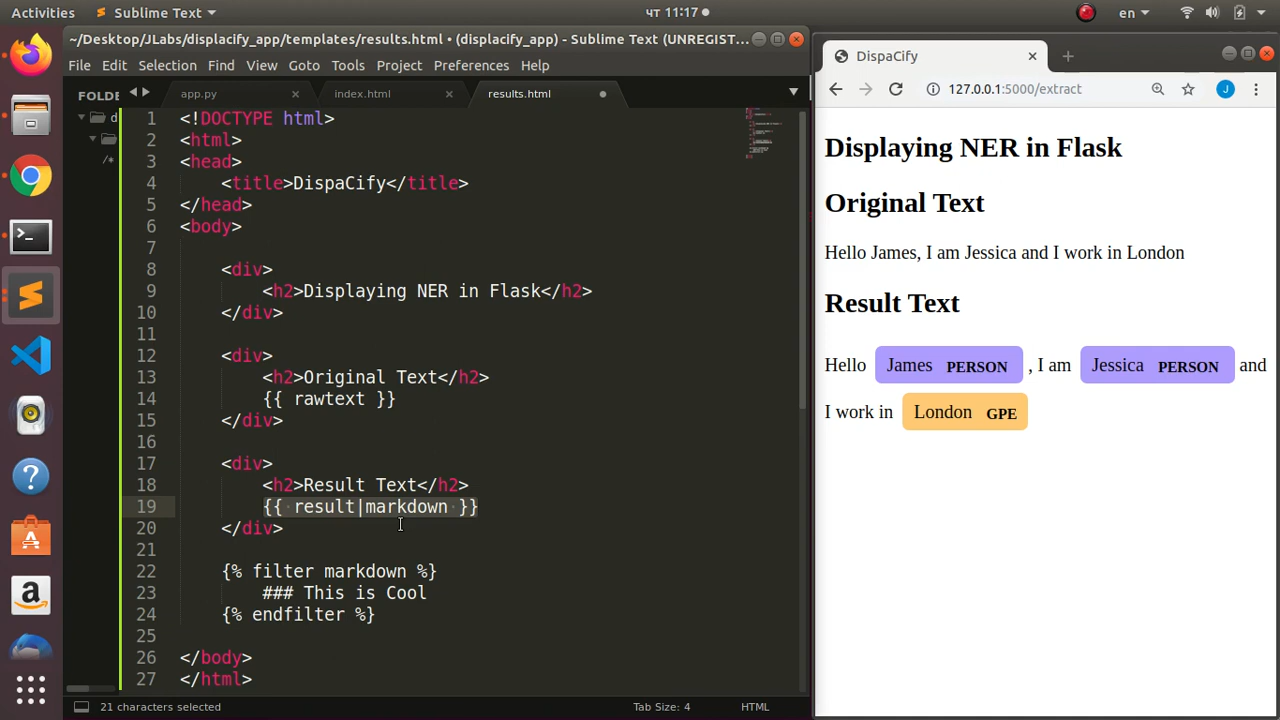 Activities
Sublime Text
чт 11:17
en
~/Desktop/JLabs/displacify_app/templates/results.html • (displacify_app) - Sublime Text (UNREGIST...
File Edit Selection Find View Goto Tools Project Preferences Help
FOLDE
d
/*
app.py
index.html
results.html
1 <!DOCTYPE html>
2 <html>
3 <head>
4 <title>DispaCify</title>
5 </head>
6 <body>
7
8 <div>
9 <h2>Displaying NER in Flask</h2>
10 </div>
11
12 <div>
13 <h2>Original Text</h2>
14 {{ rawtext }}
15 </div>
16
17 <div>
18 <h2>Result Text</h2>
19 {{ result|markdown }}
20 </div>
21
22 {% filter markdown %}
23 ### This is Cool
24 {% endfilter %}
25
26 </body>
27 </html>
21 characters selected
Tab Size: 4
HTML
DispaCify
127.0.0.1:5000/extract
J
Displaying NER in Flask
Original Text
Hello James, I am Jessica and I work in London
Result Text
Hello James PERSON , I am Jessica PERSON and
I work in London GPE